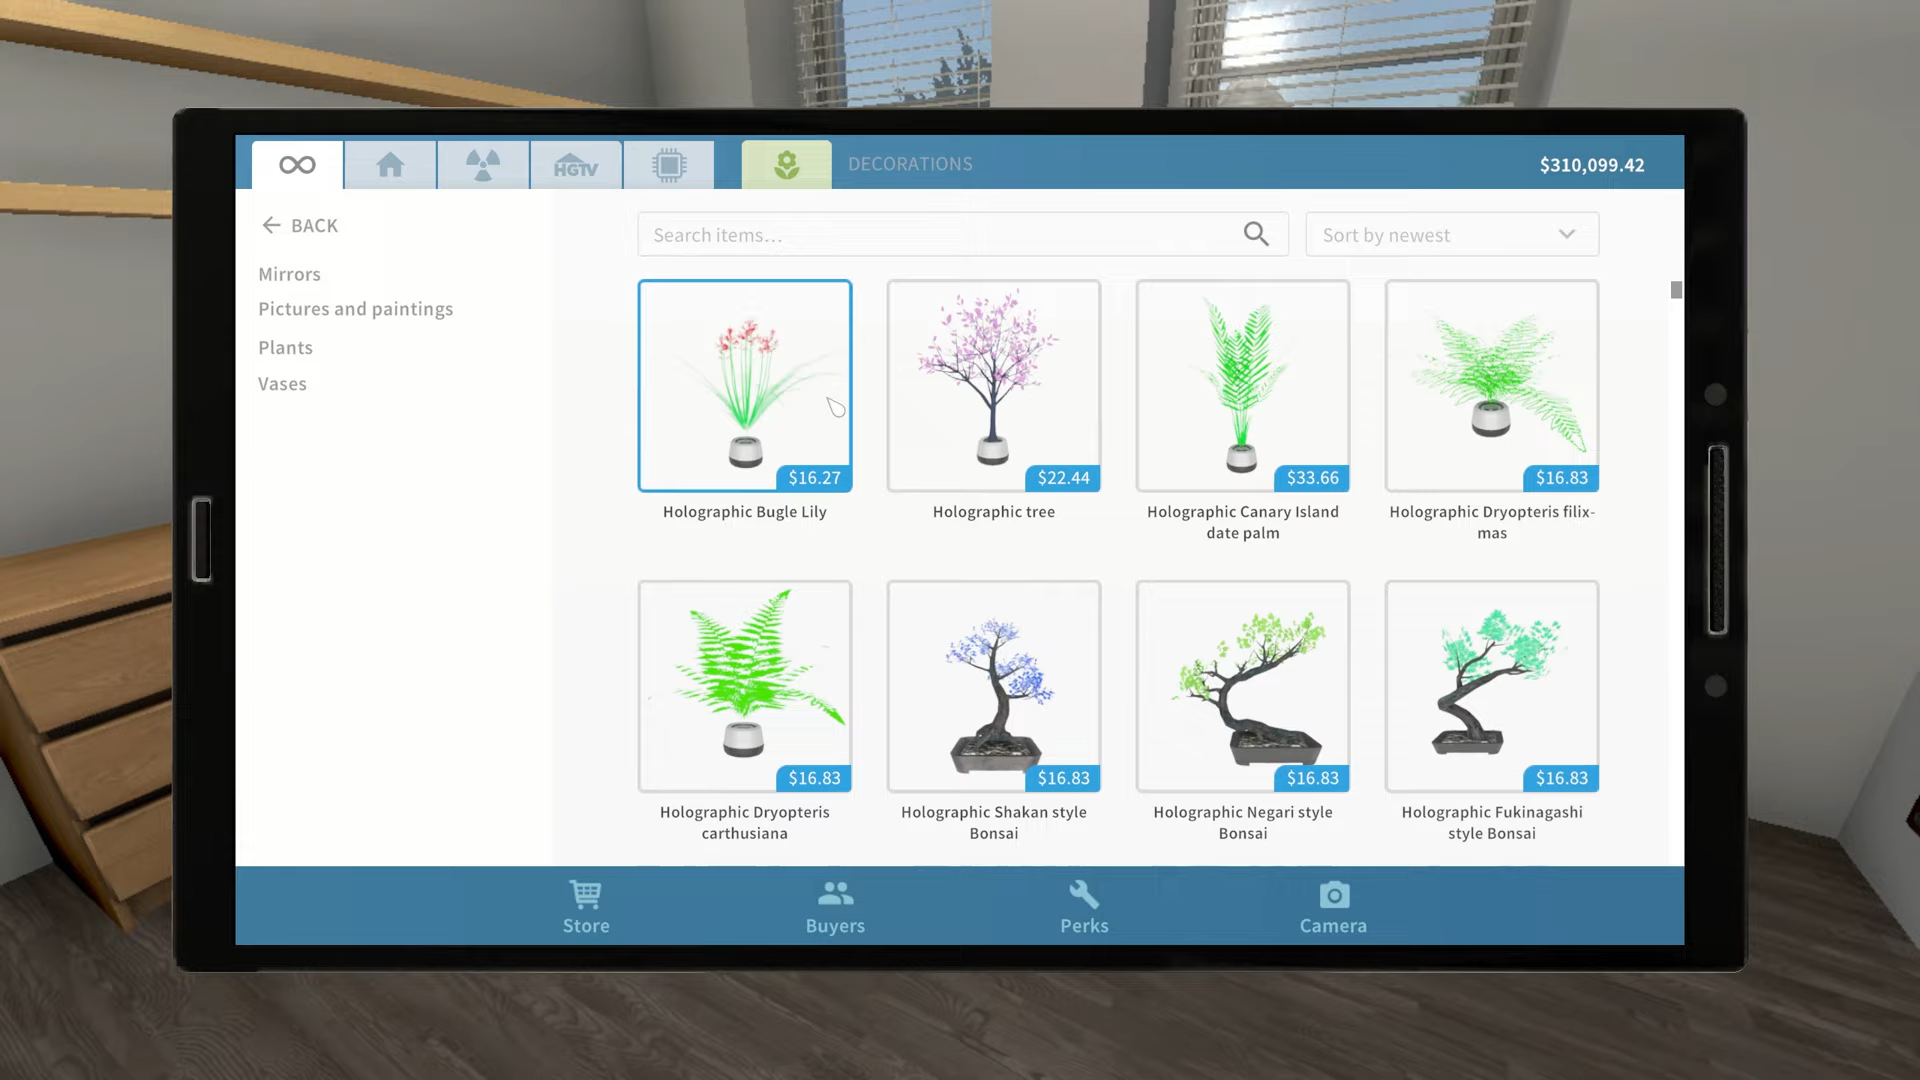 HGTV
DECORATIONS
$310,099.42
BACK
Mirrors
Pictures and paintings
Plants
Vases
Search items...
Sort by newest
$16.27
$22.44
$33.66
$16.83
Holographic Bugle Lily
Holographic tree
Holographic Canary Island
date palm
Holographic Dryopteris filix-
mas
$16.83
$16.83
$16.83
$16.83
Holographic Dryopteris
carthusiana
Holographic Shakan style
Bonsai
Holographic Negari style
Bonsai
Holographic Fukinagashi
style Bonsai
Store
Buyers
Perks
Camera